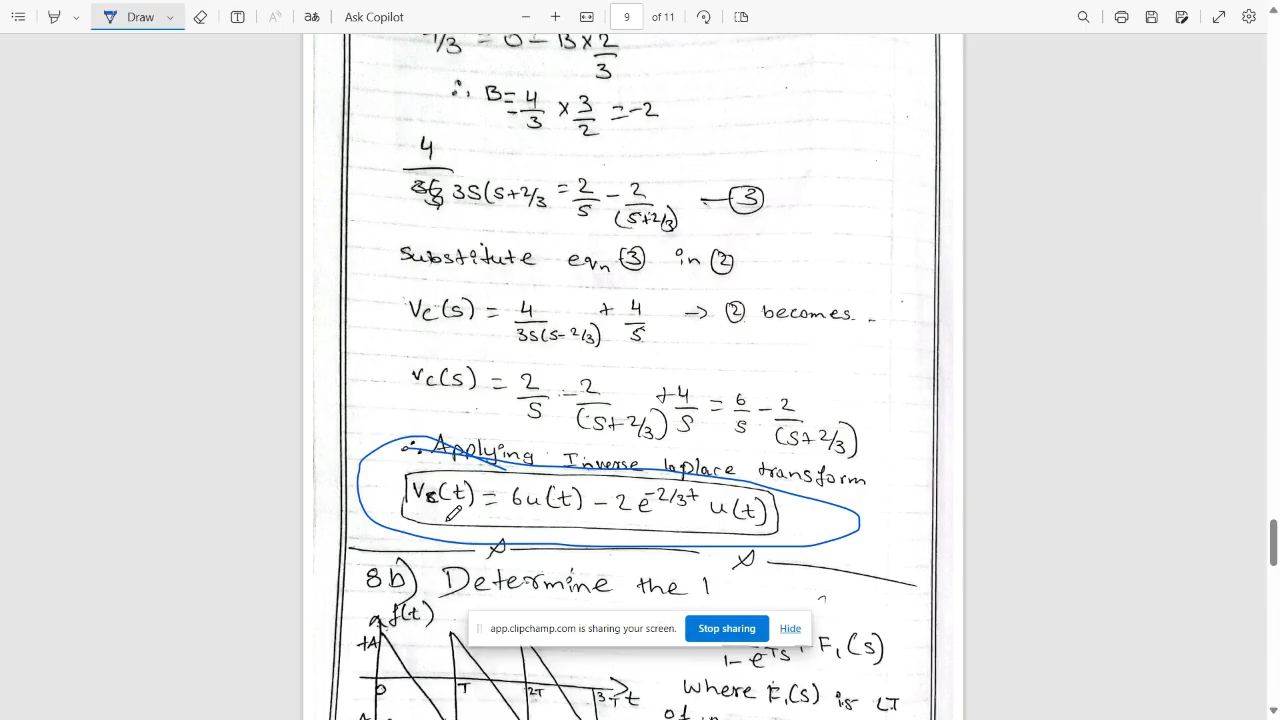 Draw
Ask Copilot
9 of 11
-4/3 = 0 - B × 2/3
∴ B = -4/3 × 3/2 = -2
4 / 3S(S+2/3 = 2/S - 2/(S+2/3) — ③
Substitute eqn ③ in ②
Vc(s) = 4/3S(S-2/3) + 4/S → ② becomes
Vc(s) = 2/S - 2/(S+2/3) + 4/S = 6/S - 2/(S+2/3)
∴ Applying Inverse laplace transform
Vc(t) = 6u(t) - 2e^-2/3t u(t)
8b) Determine the
f(t)
app.clipchamp.com is sharing your screen. Stop sharing Hide
+A
1-e^-Ts · F₁(s)
0 T 2T 3T t
where F₁(s) is LT
of